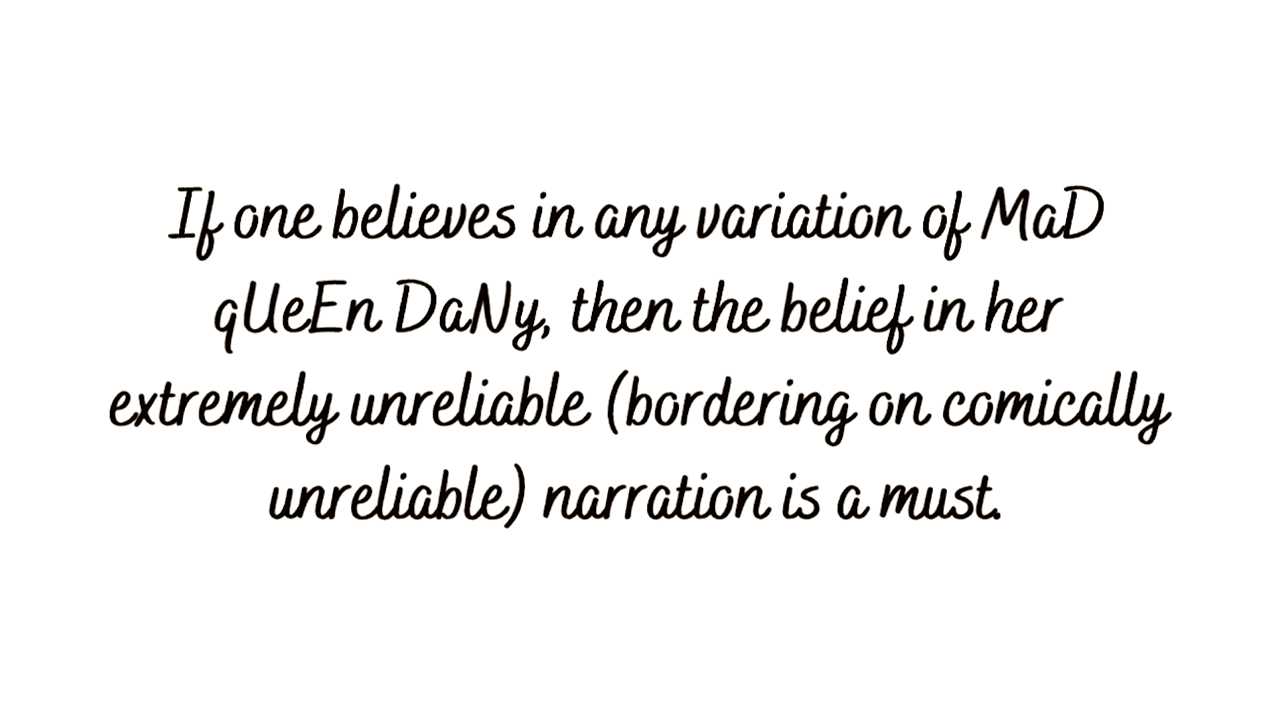 If one believes in any variation of MaD
qUeEn DaNy, then the belief in her
extremely unreliable (bordering on comically
unreliable) narration is a must.